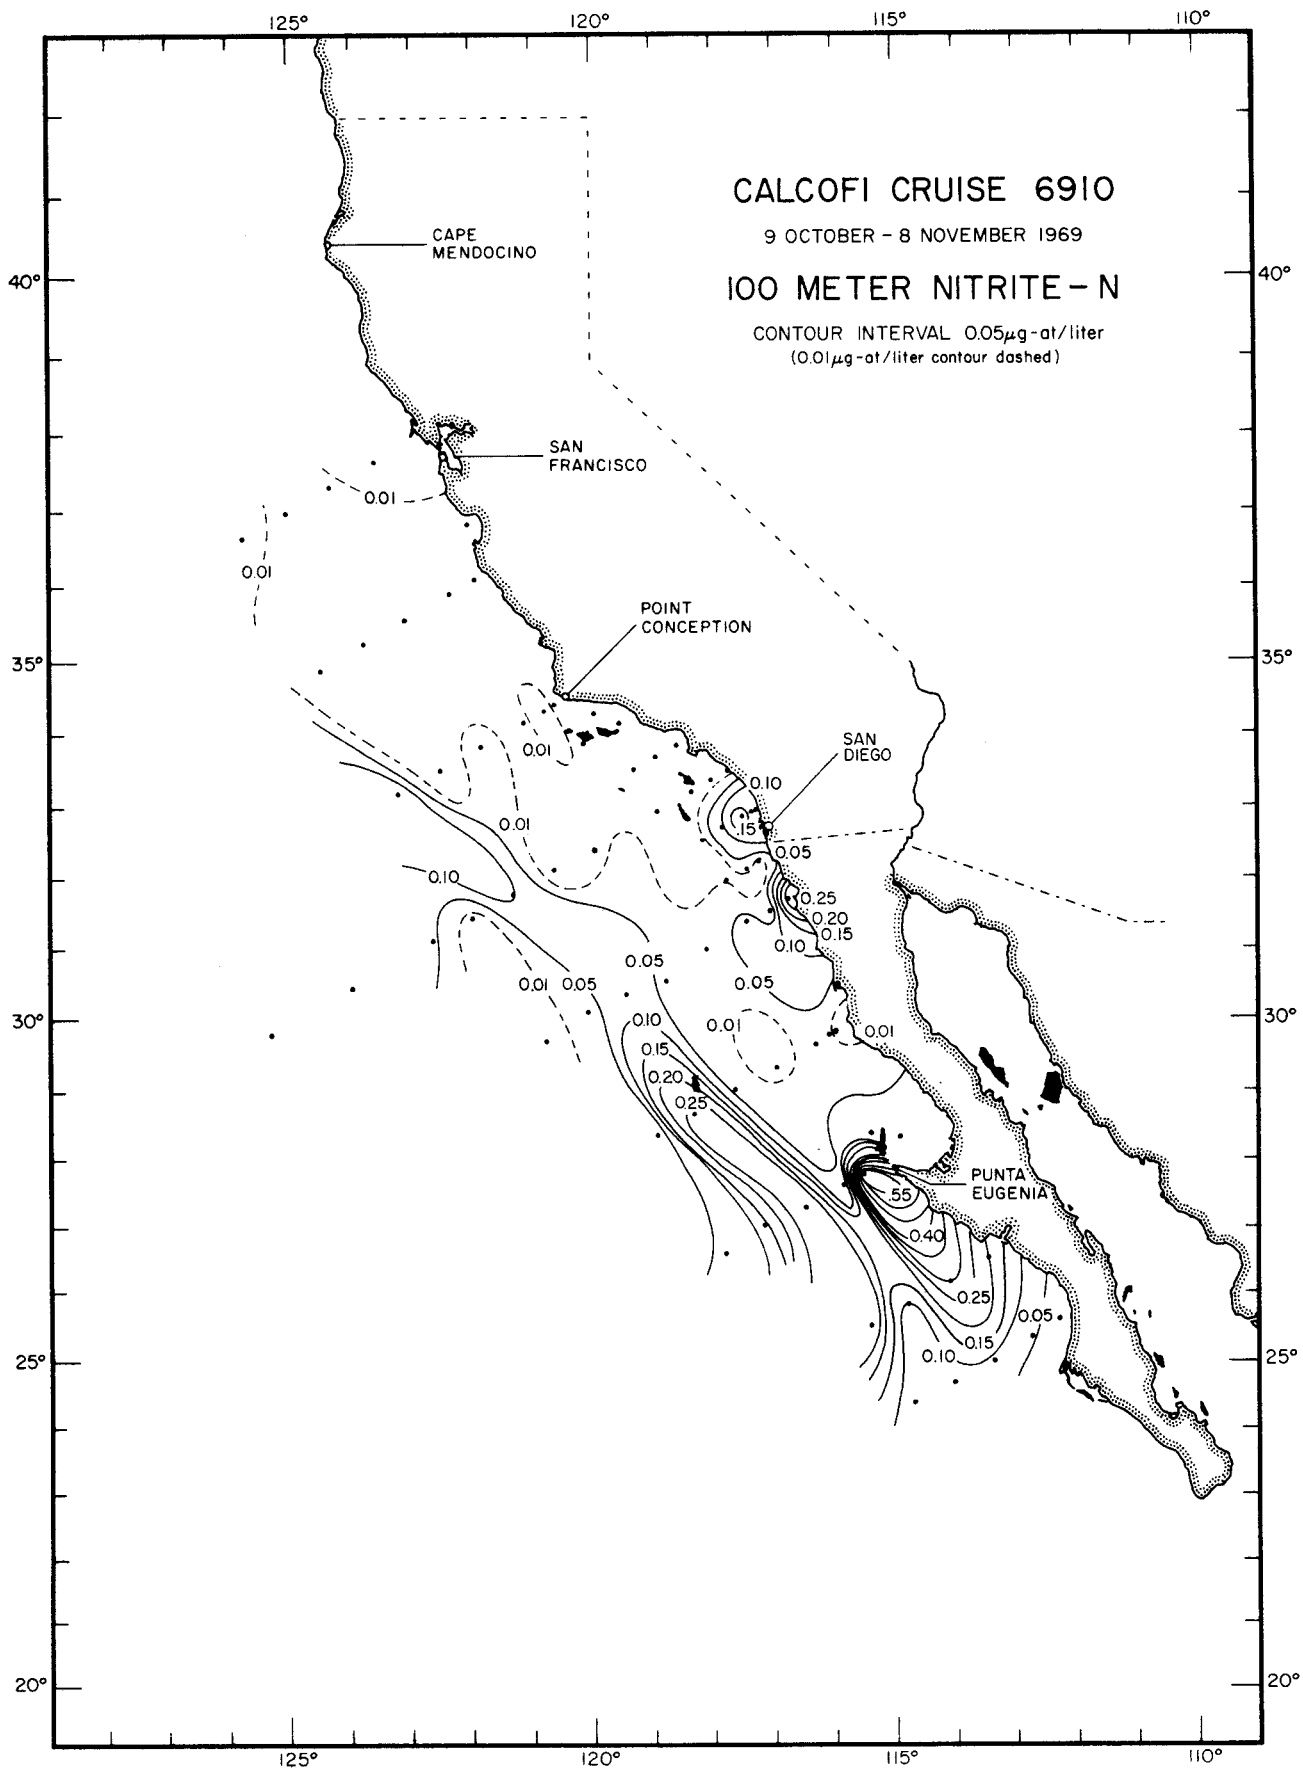 125° 120° 115° 110°
CALCOFI CRUISE 6910
9 OCTOBER – 8 NOVEMBER 1969
CAPE
MENDOCINO
40° 40°
100 METER NITRITE – N
CONTOUR INTERVAL 0.05μg-at/liter
(0.01μg-at/liter contour dashed)
SAN
FRANCISCO
0.01
0.01
POINT
CONCEPTION
35° 35°
0.01
SAN
DIEGO
0.10
0.01
.15
0.05
0.10
0.25
0.20
0.15
0.10
0.05
0.01
0.05
0.05
30° 30°
0.10
0.01
0.01
0.15
0.20
0.25
PUNTA
EUGENIA
.55
0.40
0.25
0.05
0.15
0.10
25° 25°
20° 20°
125° 120° 115° 110°